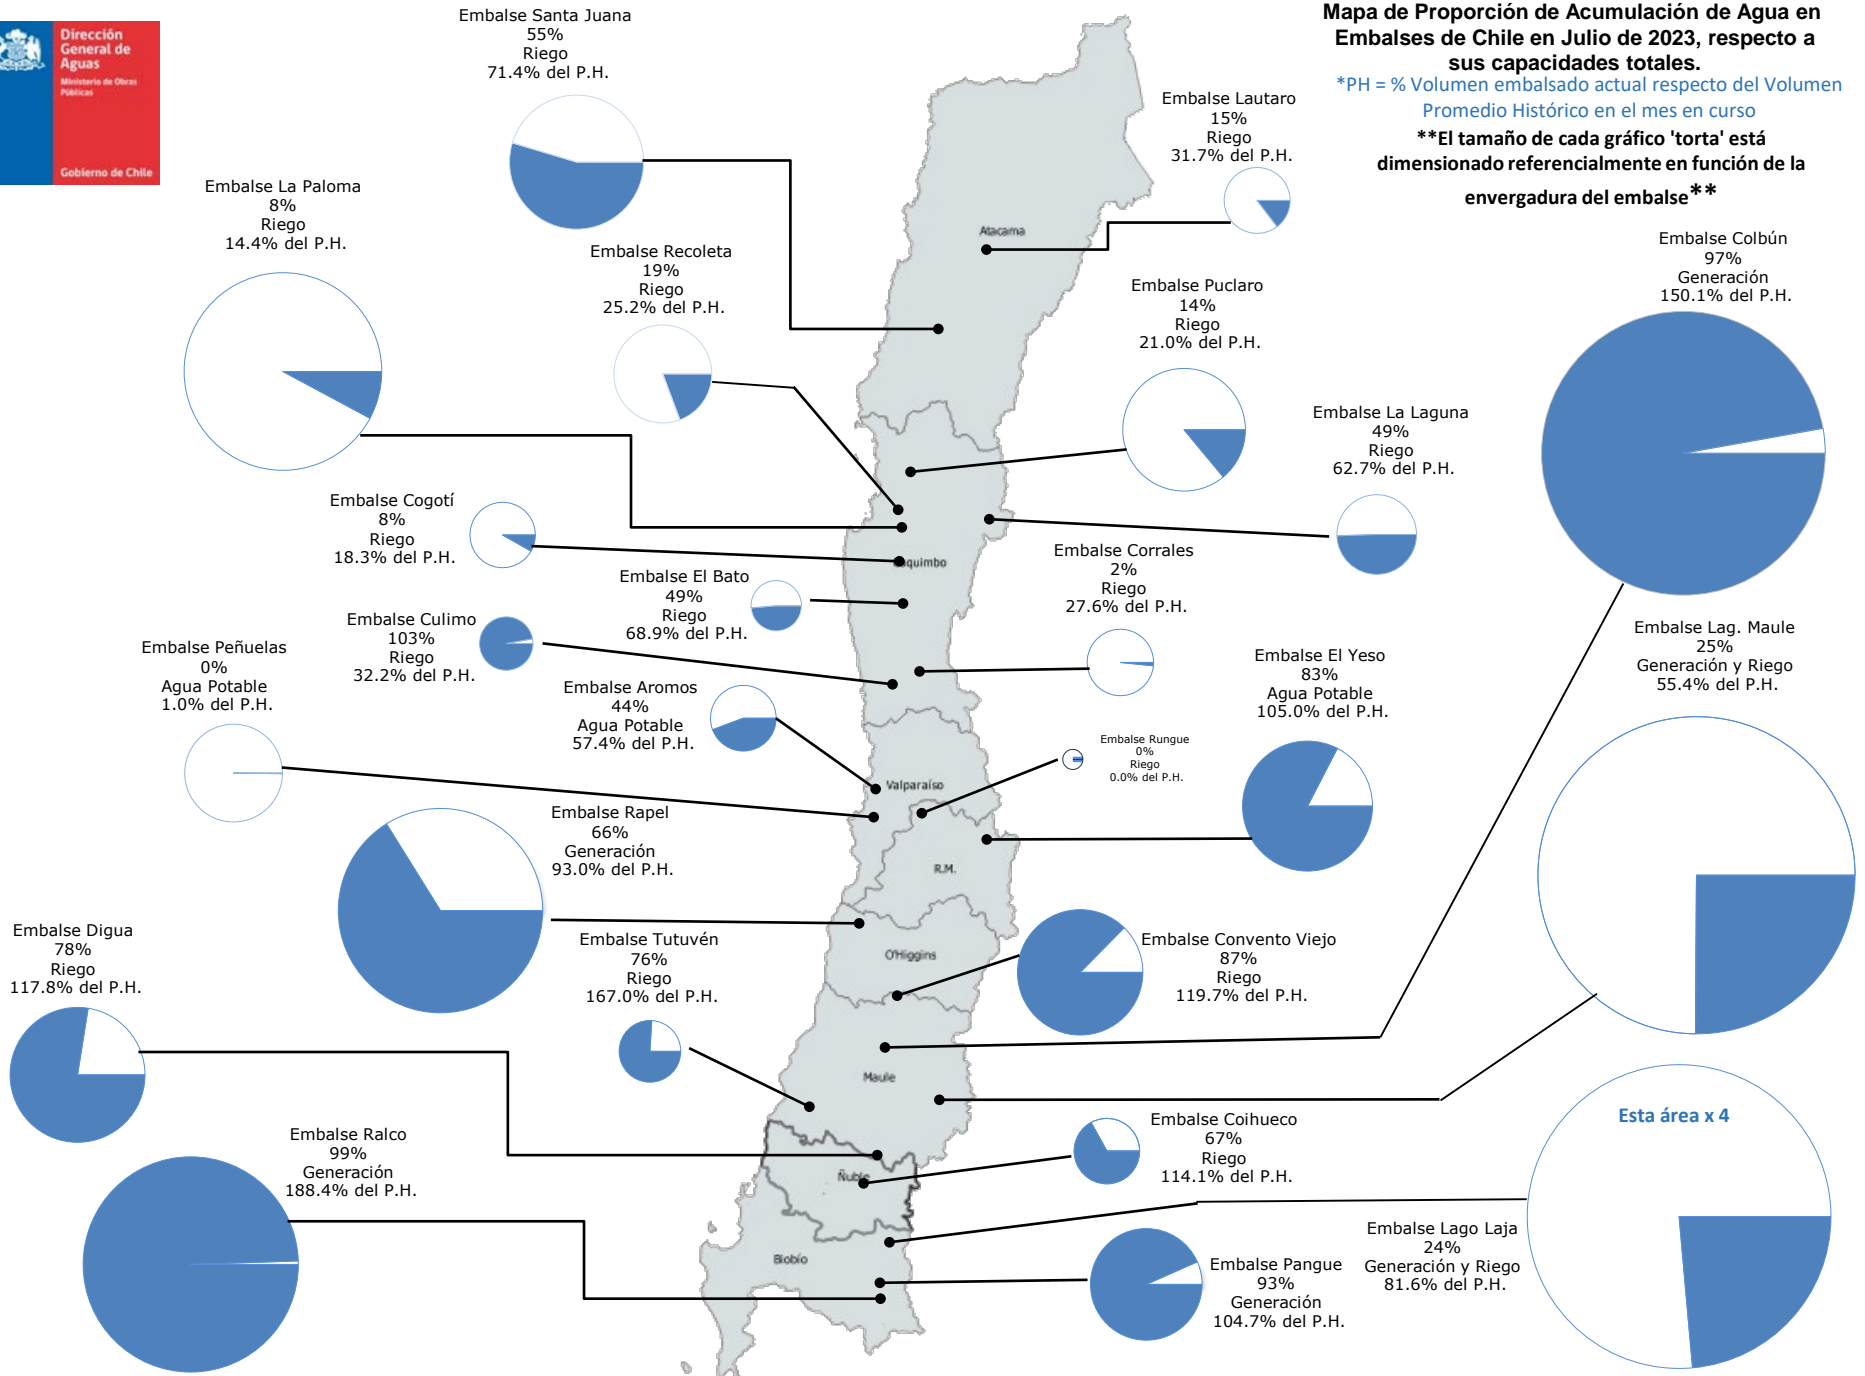 Dirección
General de
Aguas
Ministerio de Obras
Públicas
Gobierno de Chile
Mapa de Proporción de Acumulación de Agua en
Embalses de Chile en Julio de 2023, respecto a
sus capacidades totales.
*PH = % Volumen embalsado actual respecto del Volumen
Promedio Histórico en el mes en curso
**El tamaño de cada gráfico 'torta' está
dimensionado referencialmente en función de la
envergadura del embalse**
Embalse Santa Juana
55%
Riego
71.4% del P.H.
Embalse Lautaro
15%
Riego
31.7% del P.H.
Embalse La Paloma
8%
Riego
14.4% del P.H.
Embalse Recoleta
19%
Riego
25.2% del P.H.
Embalse Puclaro
14%
Riego
21.0% del P.H.
Embalse Colbún
97%
Generación
150.1% del P.H.
Embalse La Laguna
49%
Riego
62.7% del P.H.
Embalse Cogotí
8%
Riego
18.3% del P.H.
Embalse El Bato
49%
Riego
68.9% del P.H.
Embalse Corrales
2%
Riego
27.6% del P.H.
Embalse Culimo
103%
Riego
32.2% del P.H.
Embalse Peñuelas
0%
Agua Potable
1.0% del P.H.
Embalse Aromos
44%
Agua Potable
57.4% del P.H.
Embalse El Yeso
83%
Agua Potable
105.0% del P.H.
Embalse Lag. Maule
25%
Generación y Riego
55.4% del P.H.
Embalse Rungue
0%
Riego
0.0% del P.H.
Embalse Rapel
66%
Generación
93.0% del P.H.
Embalse Digua
78%
Riego
117.8% del P.H.
Embalse Tutuvén
76%
Riego
167.0% del P.H.
Embalse Convento Viejo
87%
Riego
119.7% del P.H.
Embalse Coihueco
67%
Riego
114.1% del P.H.
Esta área x 4
Embalse Ralco
99%
Generación
188.4% del P.H.
Embalse Lago Laja
24%
Generación y Riego
81.6% del P.H.
Embalse Pangue
93%
Generación
104.7% del P.H.
Atacama
quimbo
Valparaíso
R.M.
O'Higgins
Maule
Ñuble
Biobío